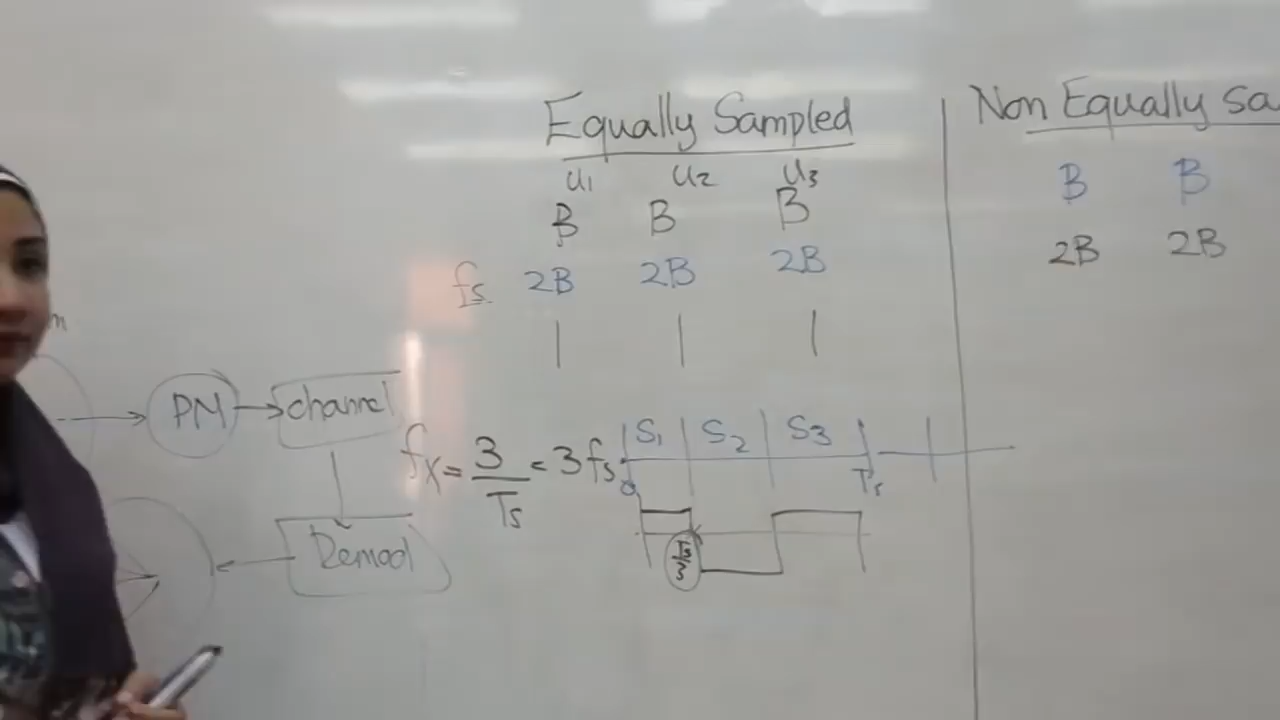 Equally Sampled
u1 u2 u3
B B B
fs 2B 2B 2B
Non Equally Sa
B B
2B 2B
PM channel
Demod
fx = 3/Ts = 3fs
S1 S2 S3
0 Ts
Ts/3